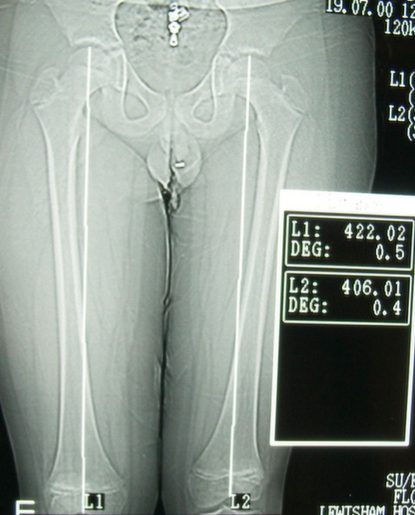 19.07.00 12
120k
L1(
L2(
L1: 422.02
DEG: 0.5
L2: 406.01
DEG: 0.4
L1
L2
SU/
FLO
LEWISHAM HOS